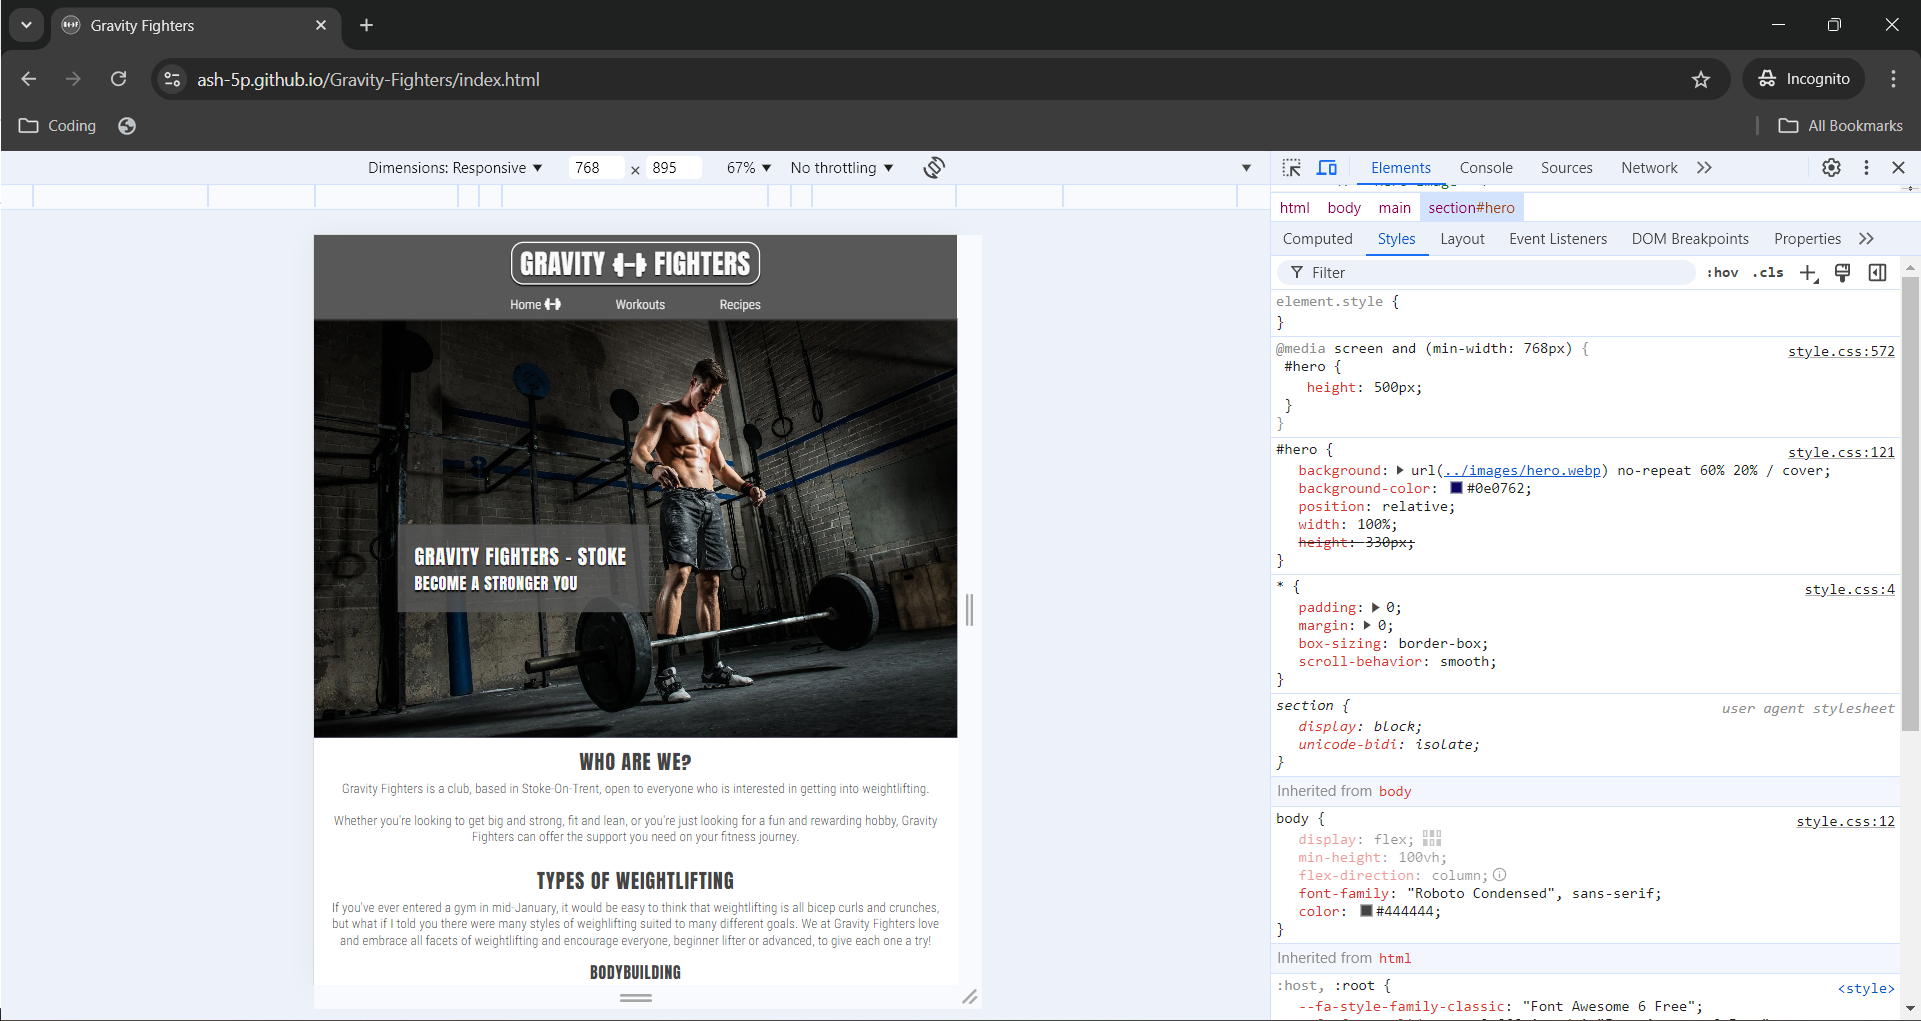 Gravity Fighters
ash-5p.github.io/Gravity-Fighters/index.html
Incognito
Coding
All Bookmarks
Dimensions: Responsive
768 x 895
67%
No throttling
Elements
Console
Sources
Network
html
body
main
section#hero
Computed
Styles
Layout
Event Listeners
DOM Breakpoints
Properties
Filter
:hov
.cls
element.style {
}
@media screen and (min-width: 768px) {
style.css:572
#hero {
height: 500px;
}
}
#hero {
style.css:121
background: url(../images/hero.webp) no-repeat 60% 20% / cover;
background-color: #0e0762;
position: relative;
width: 100%;
height: 330px;
}
* {
style.css:4
padding: 0;
margin: 0;
box-sizing: border-box;
scroll-behavior: smooth;
}
section {
user agent stylesheet
display: block;
unicode-bidi: isolate;
}
Inherited from body
body {
style.css:12
display: flex;
min-height: 100vh;
flex-direction: column;
font-family: "Roboto Condensed", sans-serif;
color: #444444;
}
Inherited from html
:host, :root {
<style>
--fa-style-family-classic: "Font Awesome 6 Free";
GRAVITY FIGHTERS
Home
Workouts
Recipes
GRAVITY FIGHTERS - STOKE
BECOME A STRONGER YOU
WHO ARE WE?
Gravity Fighters is a club, based in Stoke-On-Trent, open to everyone who is interested in getting into weightlifting.
Whether you're looking to get big and strong, fit and lean, or you're just looking for a fun and rewarding hobby, Gravity
Fighters can offer the support you need on your fitness journey.
TYPES OF WEIGHTLIFTING
If you've ever entered a gym in mid-January, it would be easy to think that weightlifting is all bicep curls and crunches,
but what if I told you there were many styles of weighlifting suited to many different goals. We at Gravity Fighters love
and embrace all facets of weightlifting and encourage everyone, beginner lifter or advanced, to give each one a try!
BODYBUILDING